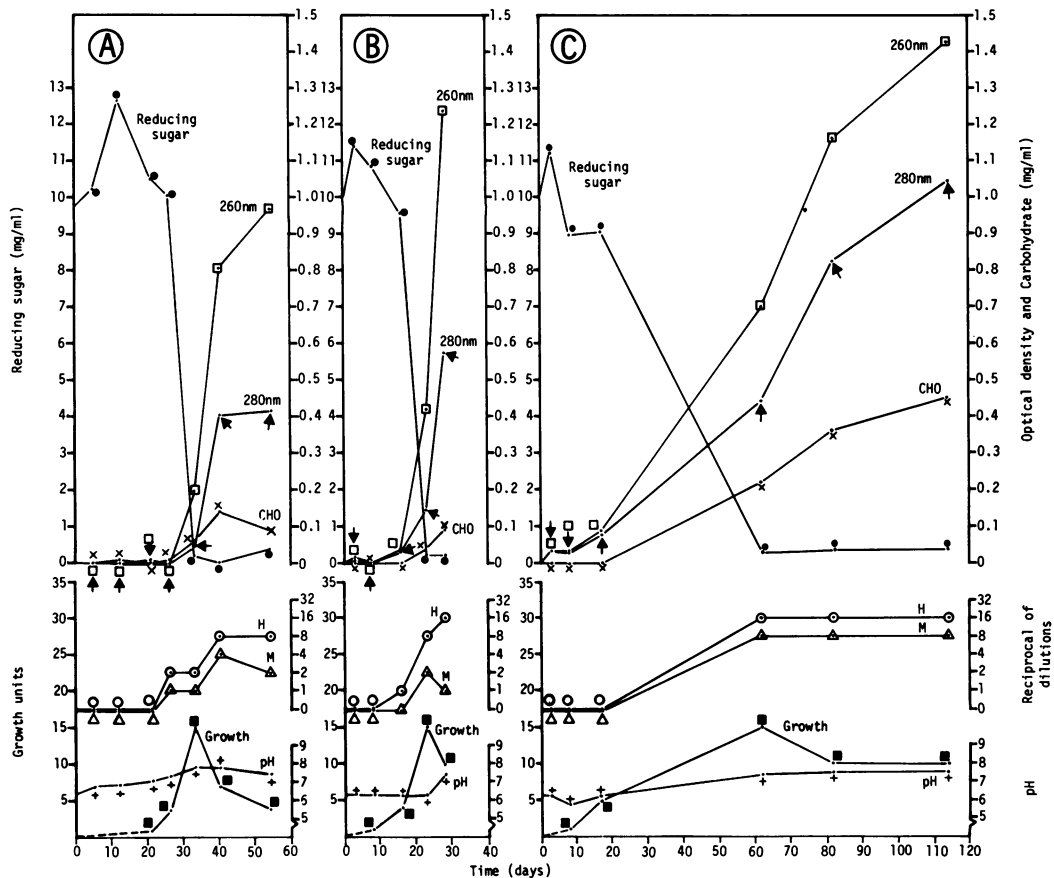 A
B
C
1.5
1.4
1.3
1.2
1.1
1.0
0.9
0.8
0.7
0.6
0.5
0.4
0.3
0.2
0.1
0
13
12
11
10
9
8
7
6
5
4
3
2
1
0
Reducing sugar (mg/ml)
Optical density and Carbohydrate (mg/ml)
Reducing
sugar
260nm
280nm
CHO
Reducing
sugar
260nm
280nm
CHO
Reducing
sugar
260nm
280nm
CHO
35
30
25
20
15
10
5
Growth units
32
16
8
4
2
1
0
Reciprocal of
dilutions
H
M
H
M
H
M
Growth
pH
Growth
pH
Growth
pH
9
8
7
6
5
pH
0 10 20 30 40 50 60
0 10 20 30 40
0 10 20 30 40 50 60 70 80 90 100 110 120
Time (days)